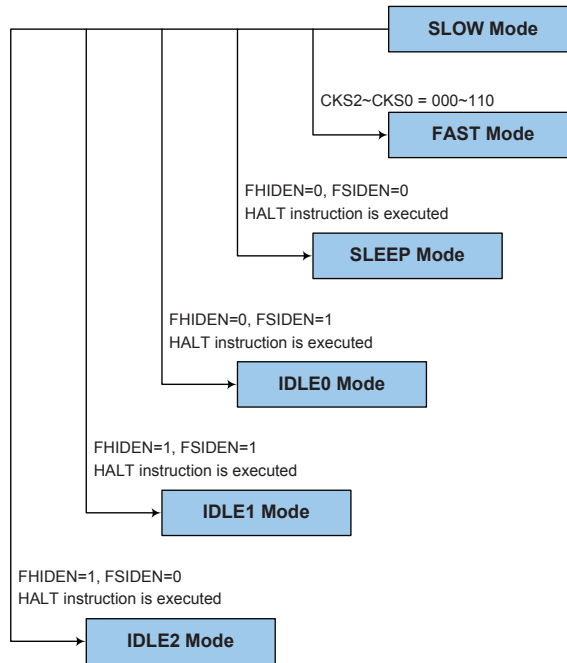 SLOW Mode
CKS2~CKS0 = 000~110
FAST Mode
FHIDEN=0, FSIDEN=0
HALT instruction is executed
SLEEP Mode
FHIDEN=0, FSIDEN=1
HALT instruction is executed
IDLE0 Mode
FHIDEN=1, FSIDEN=1
HALT instruction is executed
IDLE1 Mode
FHIDEN=1, FSIDEN=0
HALT instruction is executed
IDLE2 Mode